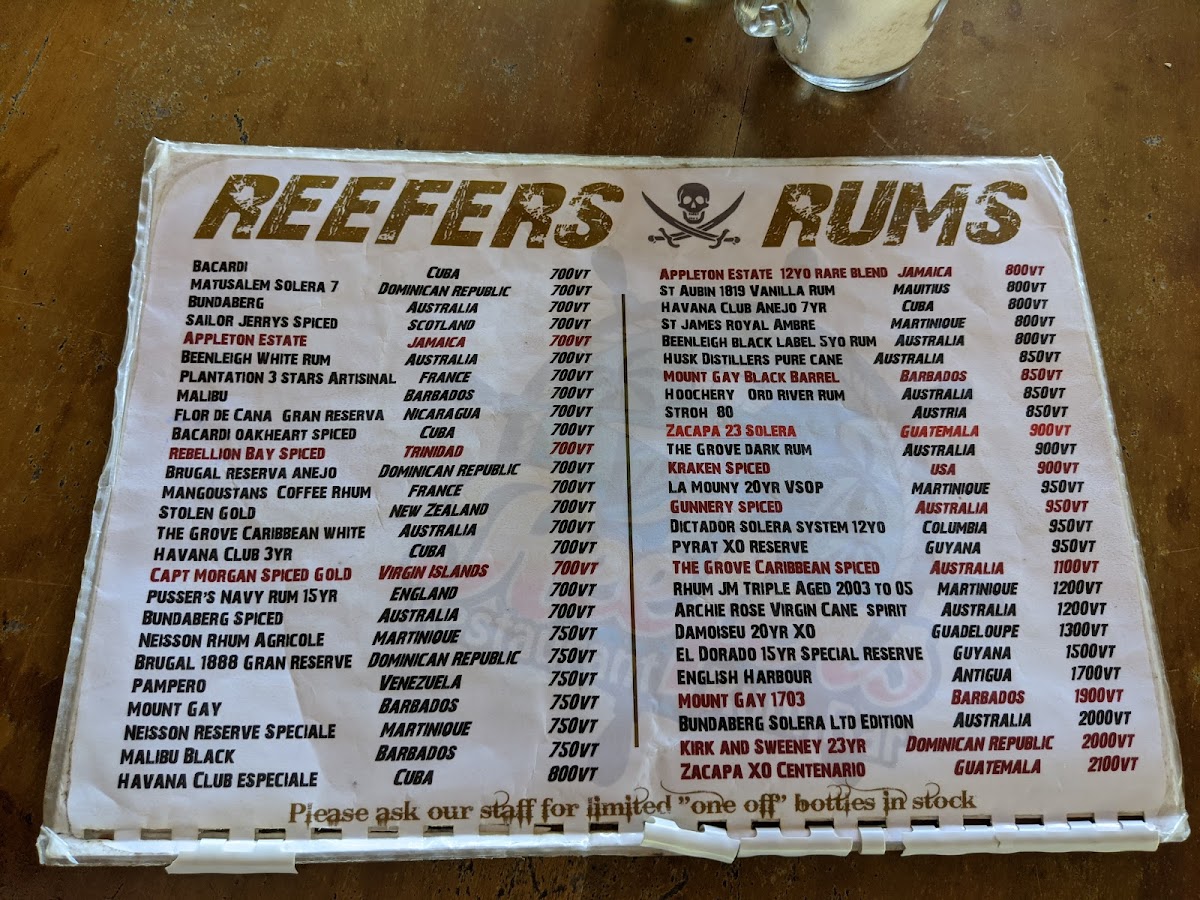 REEFERS RUMS
BACARDI CUBA 700VT
MATUSALEM SOLERA 7 DOMINICAN REPUBLIC 700VT
BUNDABERG AUSTRALIA 700VT
SAILOR JERRYS SPICED SCOTLAND 700VT
APPLETON ESTATE JAMAICA 700VT
BEENLEIGH WHITE RUM AUSTRALIA 700VT
PLANTATION 3 STARS ARTISINAL FRANCE 700VT
MALIBU BARBADOS 700VT
FLOR DE CANA GRAN RESERVA NICARAGUA 700VT
BACARDI OAKHEART SPICED CUBA 700VT
REBELLION BAY SPICED TRINIDAD 700VT
BRUGAL RESERVA ANEJO DOMINICAN REPUBLIC 700VT
MANGOUSTANS COFFEE RHUM FRANCE 700VT
STOLEN GOLD NEW ZEALAND 700VT
THE GROVE CARIBBEAN WHITE AUSTRALIA 700VT
HAVANA CLUB 3YR CUBA 700VT
CAPT MORGAN SPICED GOLD VIRGIN ISLANDS 700VT
PUSSER'S NAVY RUM 15YR ENGLAND 700VT
BUNDABERG SPICED AUSTRALIA 700VT
NEISSON RHUM AGRICOLE MARTINIQUE 750VT
BRUGAL 1888 GRAN RESERVE DOMINICAN REPUBLIC 750VT
PAMPERO VENEZUELA 750VT
MOUNT GAY BARBADOS 750VT
NEISSON RESERVE SPECIALE MARTINIQUE 750VT
MALIBU BLACK BARBADOS 750VT
HAVANA CLUB ESPECIALE CUBA 800VT
APPLETON ESTATE 12YO RARE BLEND JAMAICA 800VT
ST AUBIN 1819 VANILLA RUM MAUITIUS 800VT
HAVANA CLUB ANEJO 7YR CUBA 800VT
ST JAMES ROYAL AMBRE MARTINIQUE 800VT
BEENLEIGH BLACK LABEL 5YO RUM AUSTRALIA 800VT
HUSK DISTILLERS PURE CANE AUSTRALIA 850VT
MOUNT GAY BLACK BARREL BARBADOS 850VT
HOOCHERY ORD RIVER RUM AUSTRALIA 850VT
STROH 80 AUSTRIA 850VT
ZACAPA 23 SOLERA GUATEMALA 900VT
THE GROVE DARK RUM AUSTRALIA 900VT
KRAKEN SPICED USA 900VT
LA MOUNY 20YR VSOP MARTINIQUE 950VT
GUNNERY SPICED AUSTRALIA 950VT
DICTADOR SOLERA SYSTEM 12YO COLUMBIA 950VT
PYRAT XO RESERVE GUYANA 950VT
THE GROVE CARIBBEAN SPICED AUSTRALIA 1100VT
RHUM JM TRIPLE AGED 2003 TO 05 MARTINIQUE 1200VT
ARCHIE ROSE VIRGIN CANE SPIRIT AUSTRALIA 1200VT
DAMOISEU 20YR XO GUADELOUPE 1300VT
EL DORADO 15YR SPECIAL RESERVE GUYANA 1500VT
ENGLISH HARBOUR ANTIGUA 1700VT
MOUNT GAY 1703 BARBADOS 1900VT
BUNDABERG SOLERA LTD EDITION AUSTRALIA 2000VT
KIRK AND SWEENEY 23YR DOMINICAN REPUBLIC 2000VT
ZACAPA XO CENTENARIO GUATEMALA 2100VT
Please ask our staff for limited "one off" bottles in stock